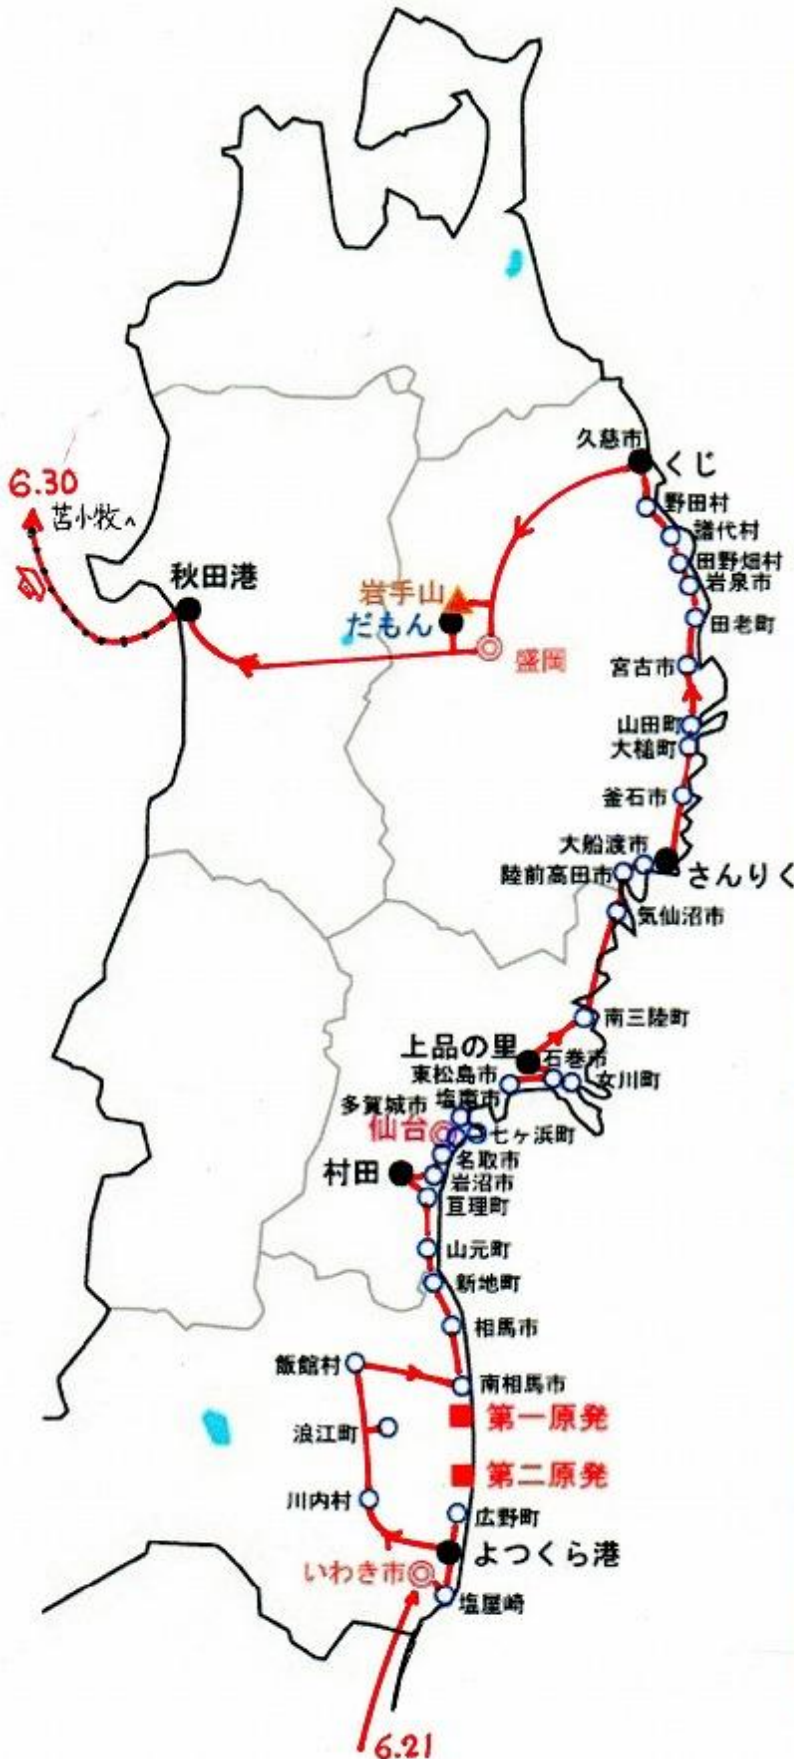 久慈市
くじ
6.30
苫小牧へ
野田村
譜代村
田野畑村
岩泉市
秋田港
岩手山
だもん
田老町
盛岡
宮古市
山田町
大槌町
釜石市
大船渡市
陸前高田市
さんりく
気仙沼市
南三陸町
上品の里
石巻市
東松島市
女川町
塩竃市
多賀城市
仙台
七ヶ浜町
名取市
村田
岩沼市
亘理町
山元町
新地町
相馬市
飯館村
南相馬市
第一原発
浪江町
第二原発
川内村
広野町
よつくら港
いわき市
塩屋崎
6.21